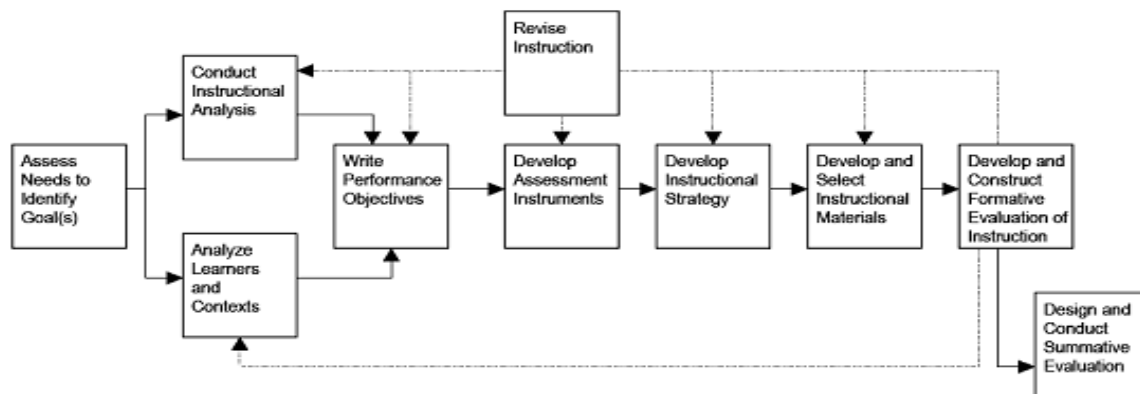 Revise
Instruction
Conduct
Instructional
Analysis
Assess
Needs to
Identify
Goal(s)
Write
Performance
Objectives
Develop
Assessment
Instruments
Develop
Instructional
Strategy
Develop and
Select
Instructional
Materials
Develop and
Construct
Formative
Evaluation of
Instruction
Analyze
Learners
and
Contexts
Design and
Conduct
Summative
Evaluation